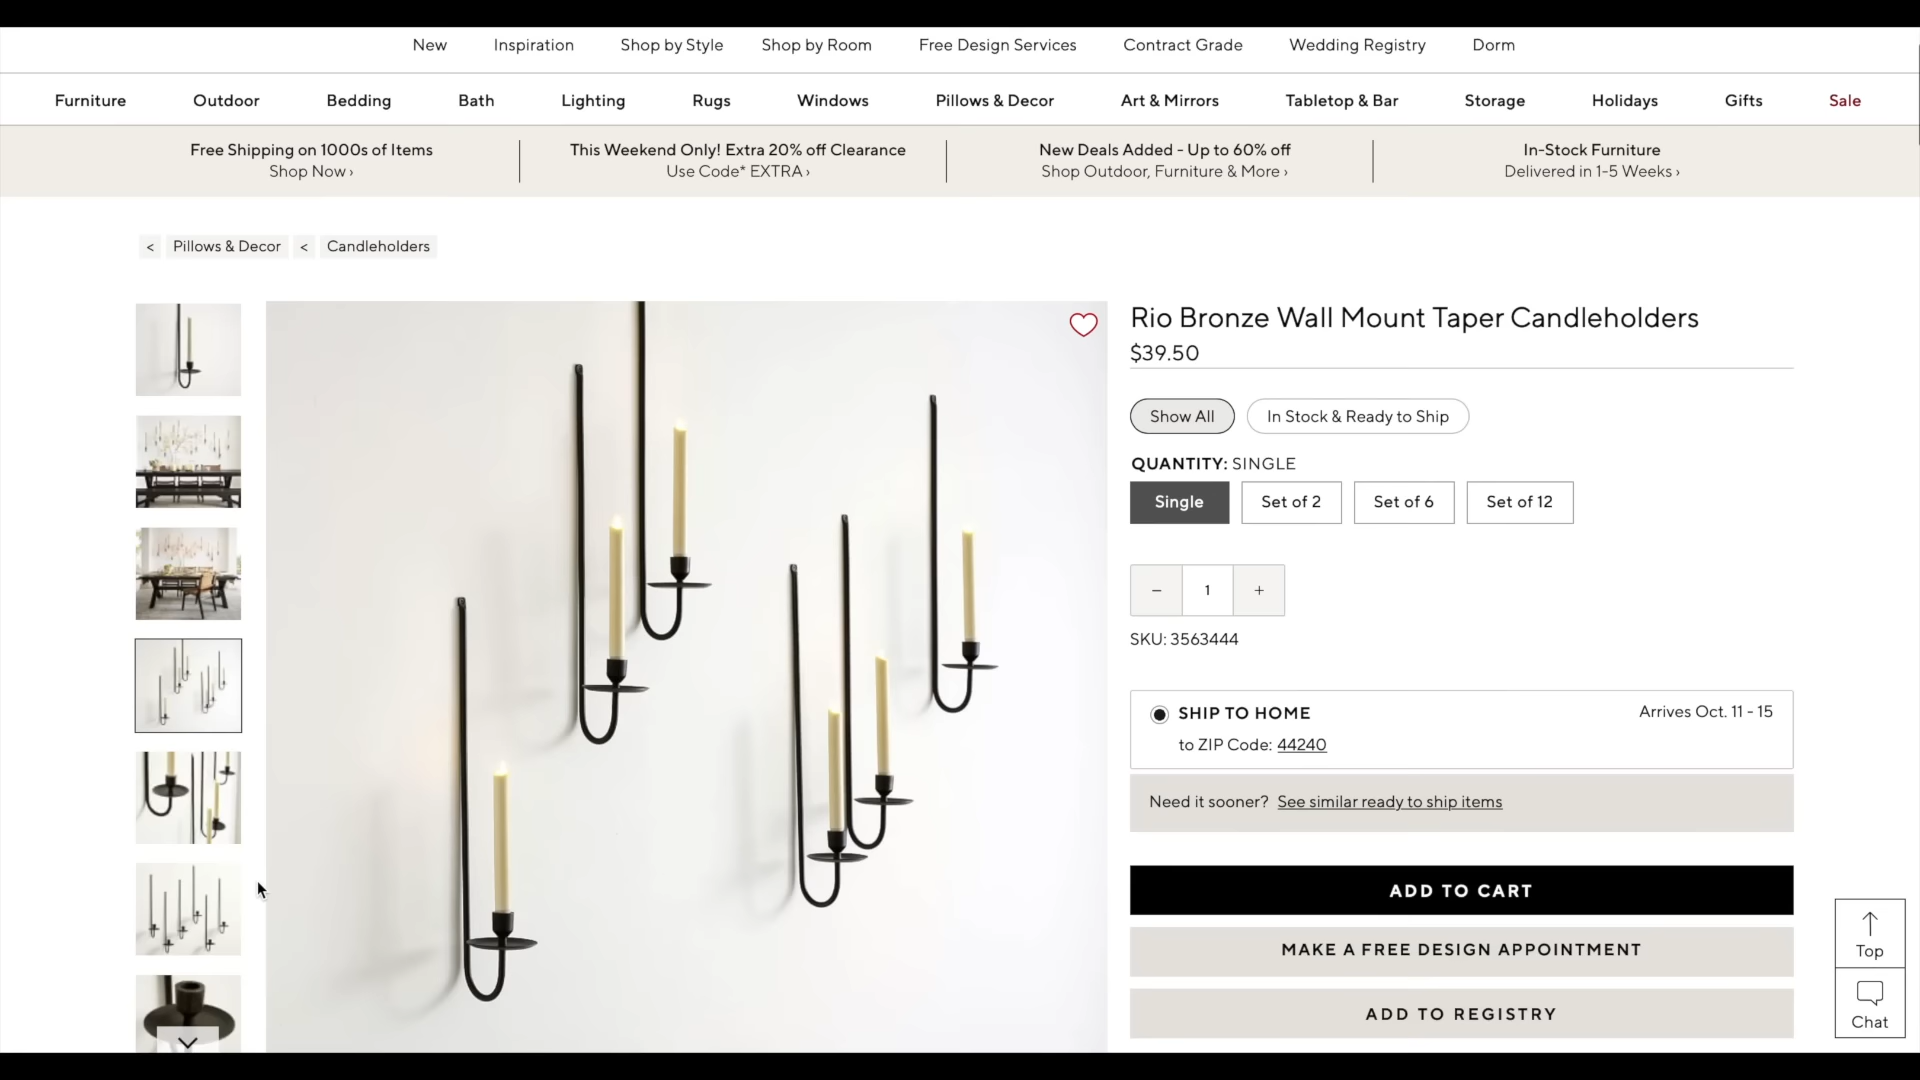 New Inspiration Shop by Style Shop by Room Free Design Services Contract Grade Wedding Registry Dorm
Furniture Outdoor Bedding Bath Lighting Rugs Windows Pillows & Decor Art & Mirrors Tabletop & Bar Storage Holidays Gifts Sale
Free Shipping on 1000s of Items
Shop Now ›
This Weekend Only! Extra 20% off Clearance
Use Code* EXTRA ›
New Deals Added - Up to 60% off
Shop Outdoor, Furniture & More ›
In-Stock Furniture
Delivered in 1-5 Weeks ›
< Pillows & Decor < Candleholders
Rio Bronze Wall Mount Taper Candleholders
$39.50
Show All In Stock & Ready to Ship
QUANTITY: SINGLE
Single Set of 2 Set of 6 Set of 12
− 1 +
SKU: 3563444
SHIP TO HOME Arrives Oct. 11 - 15
to ZIP Code: 44240
Need it sooner? See similar ready to ship items
ADD TO CART
MAKE A FREE DESIGN APPOINTMENT
ADD TO REGISTRY
Top
Chat